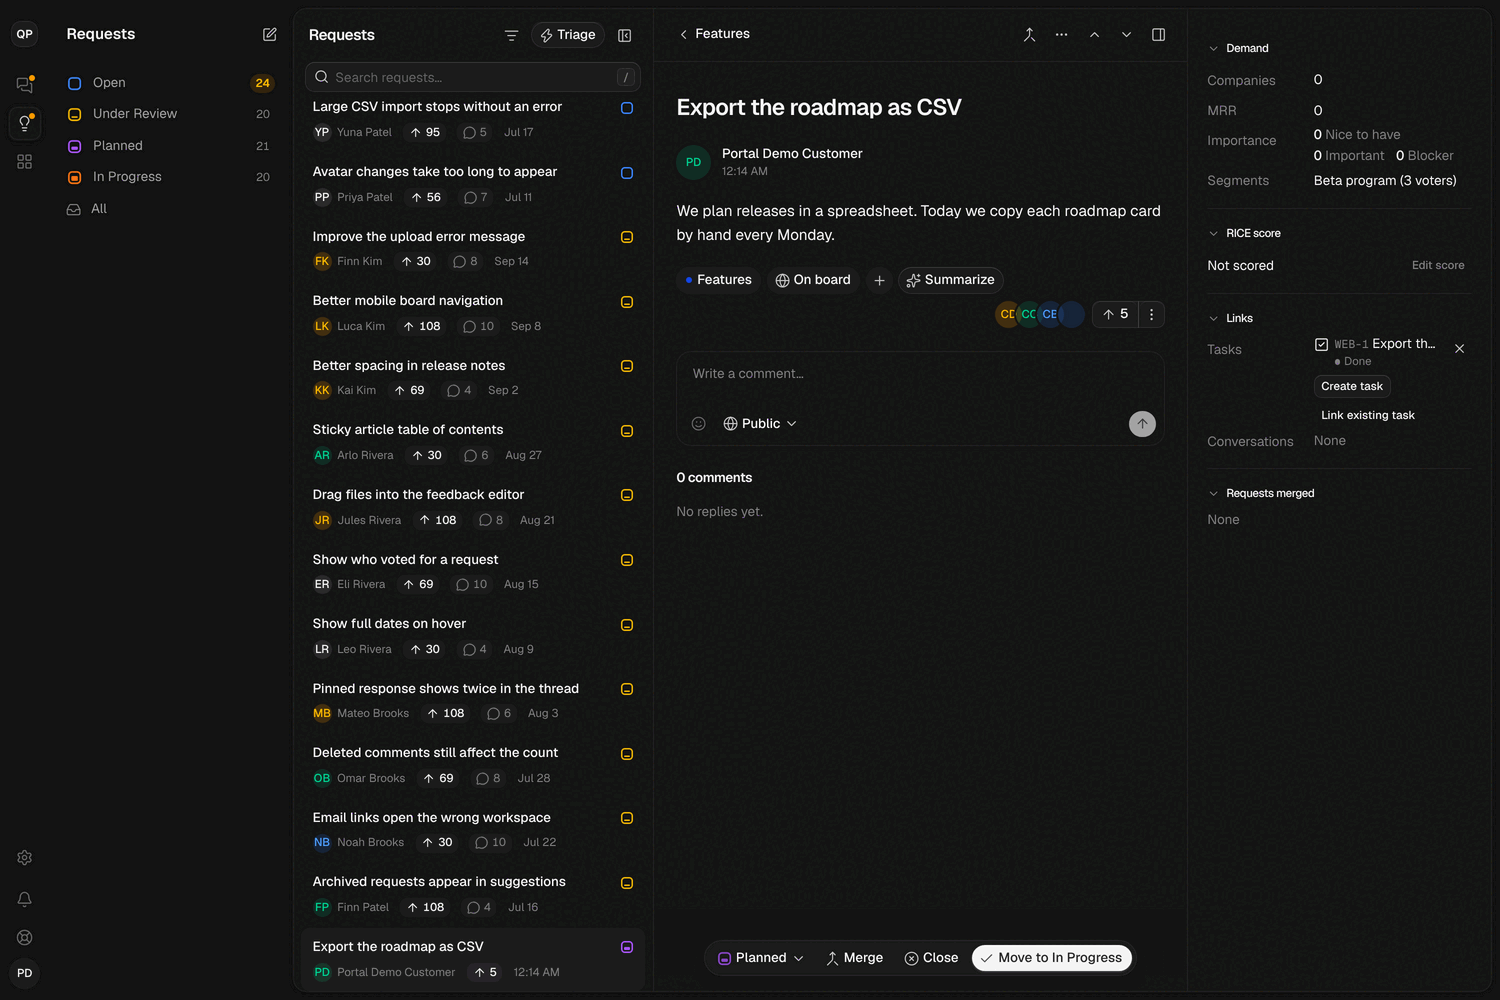 QP
Requests
Open
24
Under Review
20
Planned
21
In Progress
20
All
PD
Requests
Triage
Search requests...
/
Large CSV import stops without an error
YP Yuna Patel 95 5 Jul 17
Avatar changes take too long to appear
PP Priya Patel 56 7 Jul 11
Improve the upload error message
FK Finn Kim 30 8 Sep 14
Better mobile board navigation
LK Luca Kim 108 10 Sep 8
Better spacing in release notes
KK Kai Kim 69 4 Sep 2
Sticky article table of contents
AR Arlo Rivera 30 6 Aug 27
Drag files into the feedback editor
JR Jules Rivera 108 8 Aug 21
Show who voted for a request
ER Eli Rivera 69 10 Aug 15
Show full dates on hover
LR Leo Rivera 30 4 Aug 9
Pinned response shows twice in the thread
MB Mateo Brooks 108 6 Aug 3
Deleted comments still affect the count
OB Omar Brooks 69 8 Jul 28
Email links open the wrong workspace
NB Noah Brooks 30 10 Jul 22
Archived requests appear in suggestions
FP Finn Patel 108 4 Jul 16
Export the roadmap as CSV
PD Portal Demo Customer 5 12:14 AM
Features
Export the roadmap as CSV
PD
Portal Demo Customer
12:14 AM
We plan releases in a spreadsheet. Today we copy each roadmap card
by hand every Monday.
Features On board Summarize
5
Write a comment...
Public
0 comments
No replies yet.
Planned Merge Close Move to In Progress
Demand
Companies 0
MRR 0
Importance 0 Nice to have
0 Important 0 Blocker
Segments Beta program (3 voters)
RICE score
Not scored Edit score
Links
Tasks WEB-1 Export th...
Done
Create task
Link existing task
Conversations None
Requests merged
None